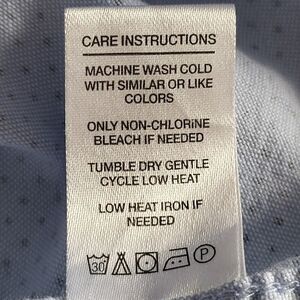 CARE INSTRUCTIONS
MACHINE WASH COLD
WITH SIMILAR OR LIKE
COLORS
ONLY NON-CHLORiNE
BLEACH IF NEEDED
TUMBLE DRY GENTLE
CYCLE LOW HEAT
LOW HEAT IRON IF
NEEDED
30 P